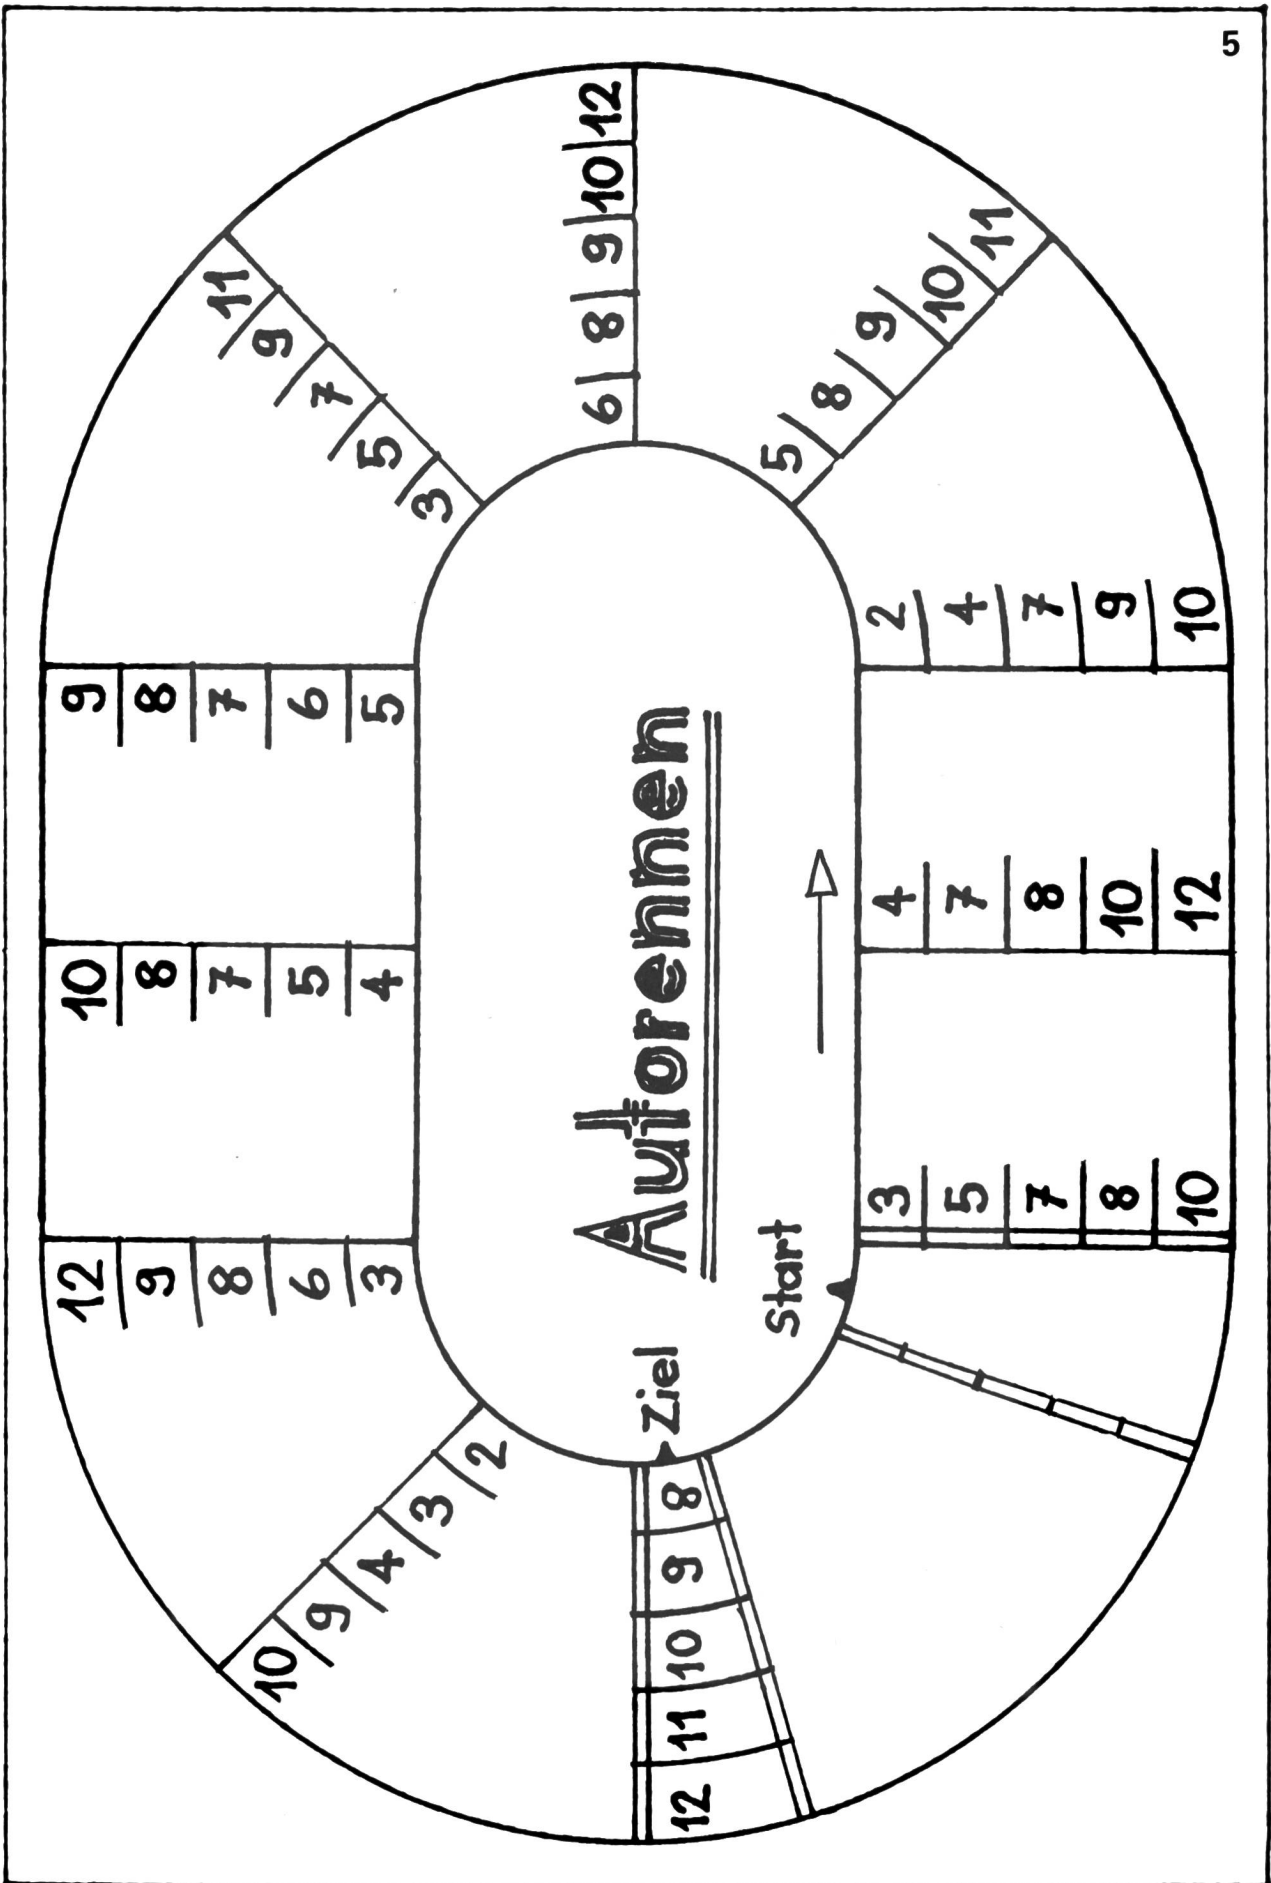 5
Autorennen
Start
3 5 7 8 10
4 7 8 10 12
2 4 7 9 10
5 8 9 10 11
6 8 9 10 12
11 9 7 5 3
9 8 7 6 5
10 8 7 5 4
12 9 8 6 3
10 9 4 3 2
Ziel
8 9 10 11 12